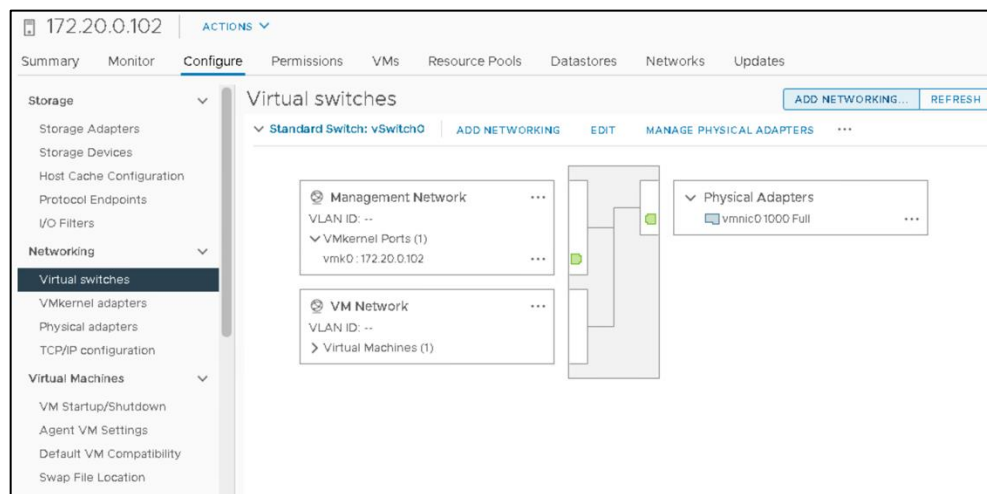 172.20.0.102 ACTIONS
Summary Monitor Configure Permissions VMs Resource Pools Datastores Networks Updates
Storage
Storage Adapters
Storage Devices
Host Cache Configuration
Protocol Endpoints
I/O Filters
Networking
Virtual switches
VMkernel adapters
Physical adapters
TCP/IP configuration
Virtual Machines
VM Startup/Shutdown
Agent VM Settings
Default VM Compatibility
Swap File Location
Virtual switches
ADD NETWORKING... REFRESH
Standard Switch: vSwitch0 ADD NETWORKING EDIT MANAGE PHYSICAL ADAPTERS ...
Management Network ...
VLAN ID: --
VMkernel Ports (1)
vmk0 : 172.20.0.102 ...
VM Network ...
VLAN ID: --
Virtual Machines (1)
Physical Adapters
vmnic0 1000 Full ...